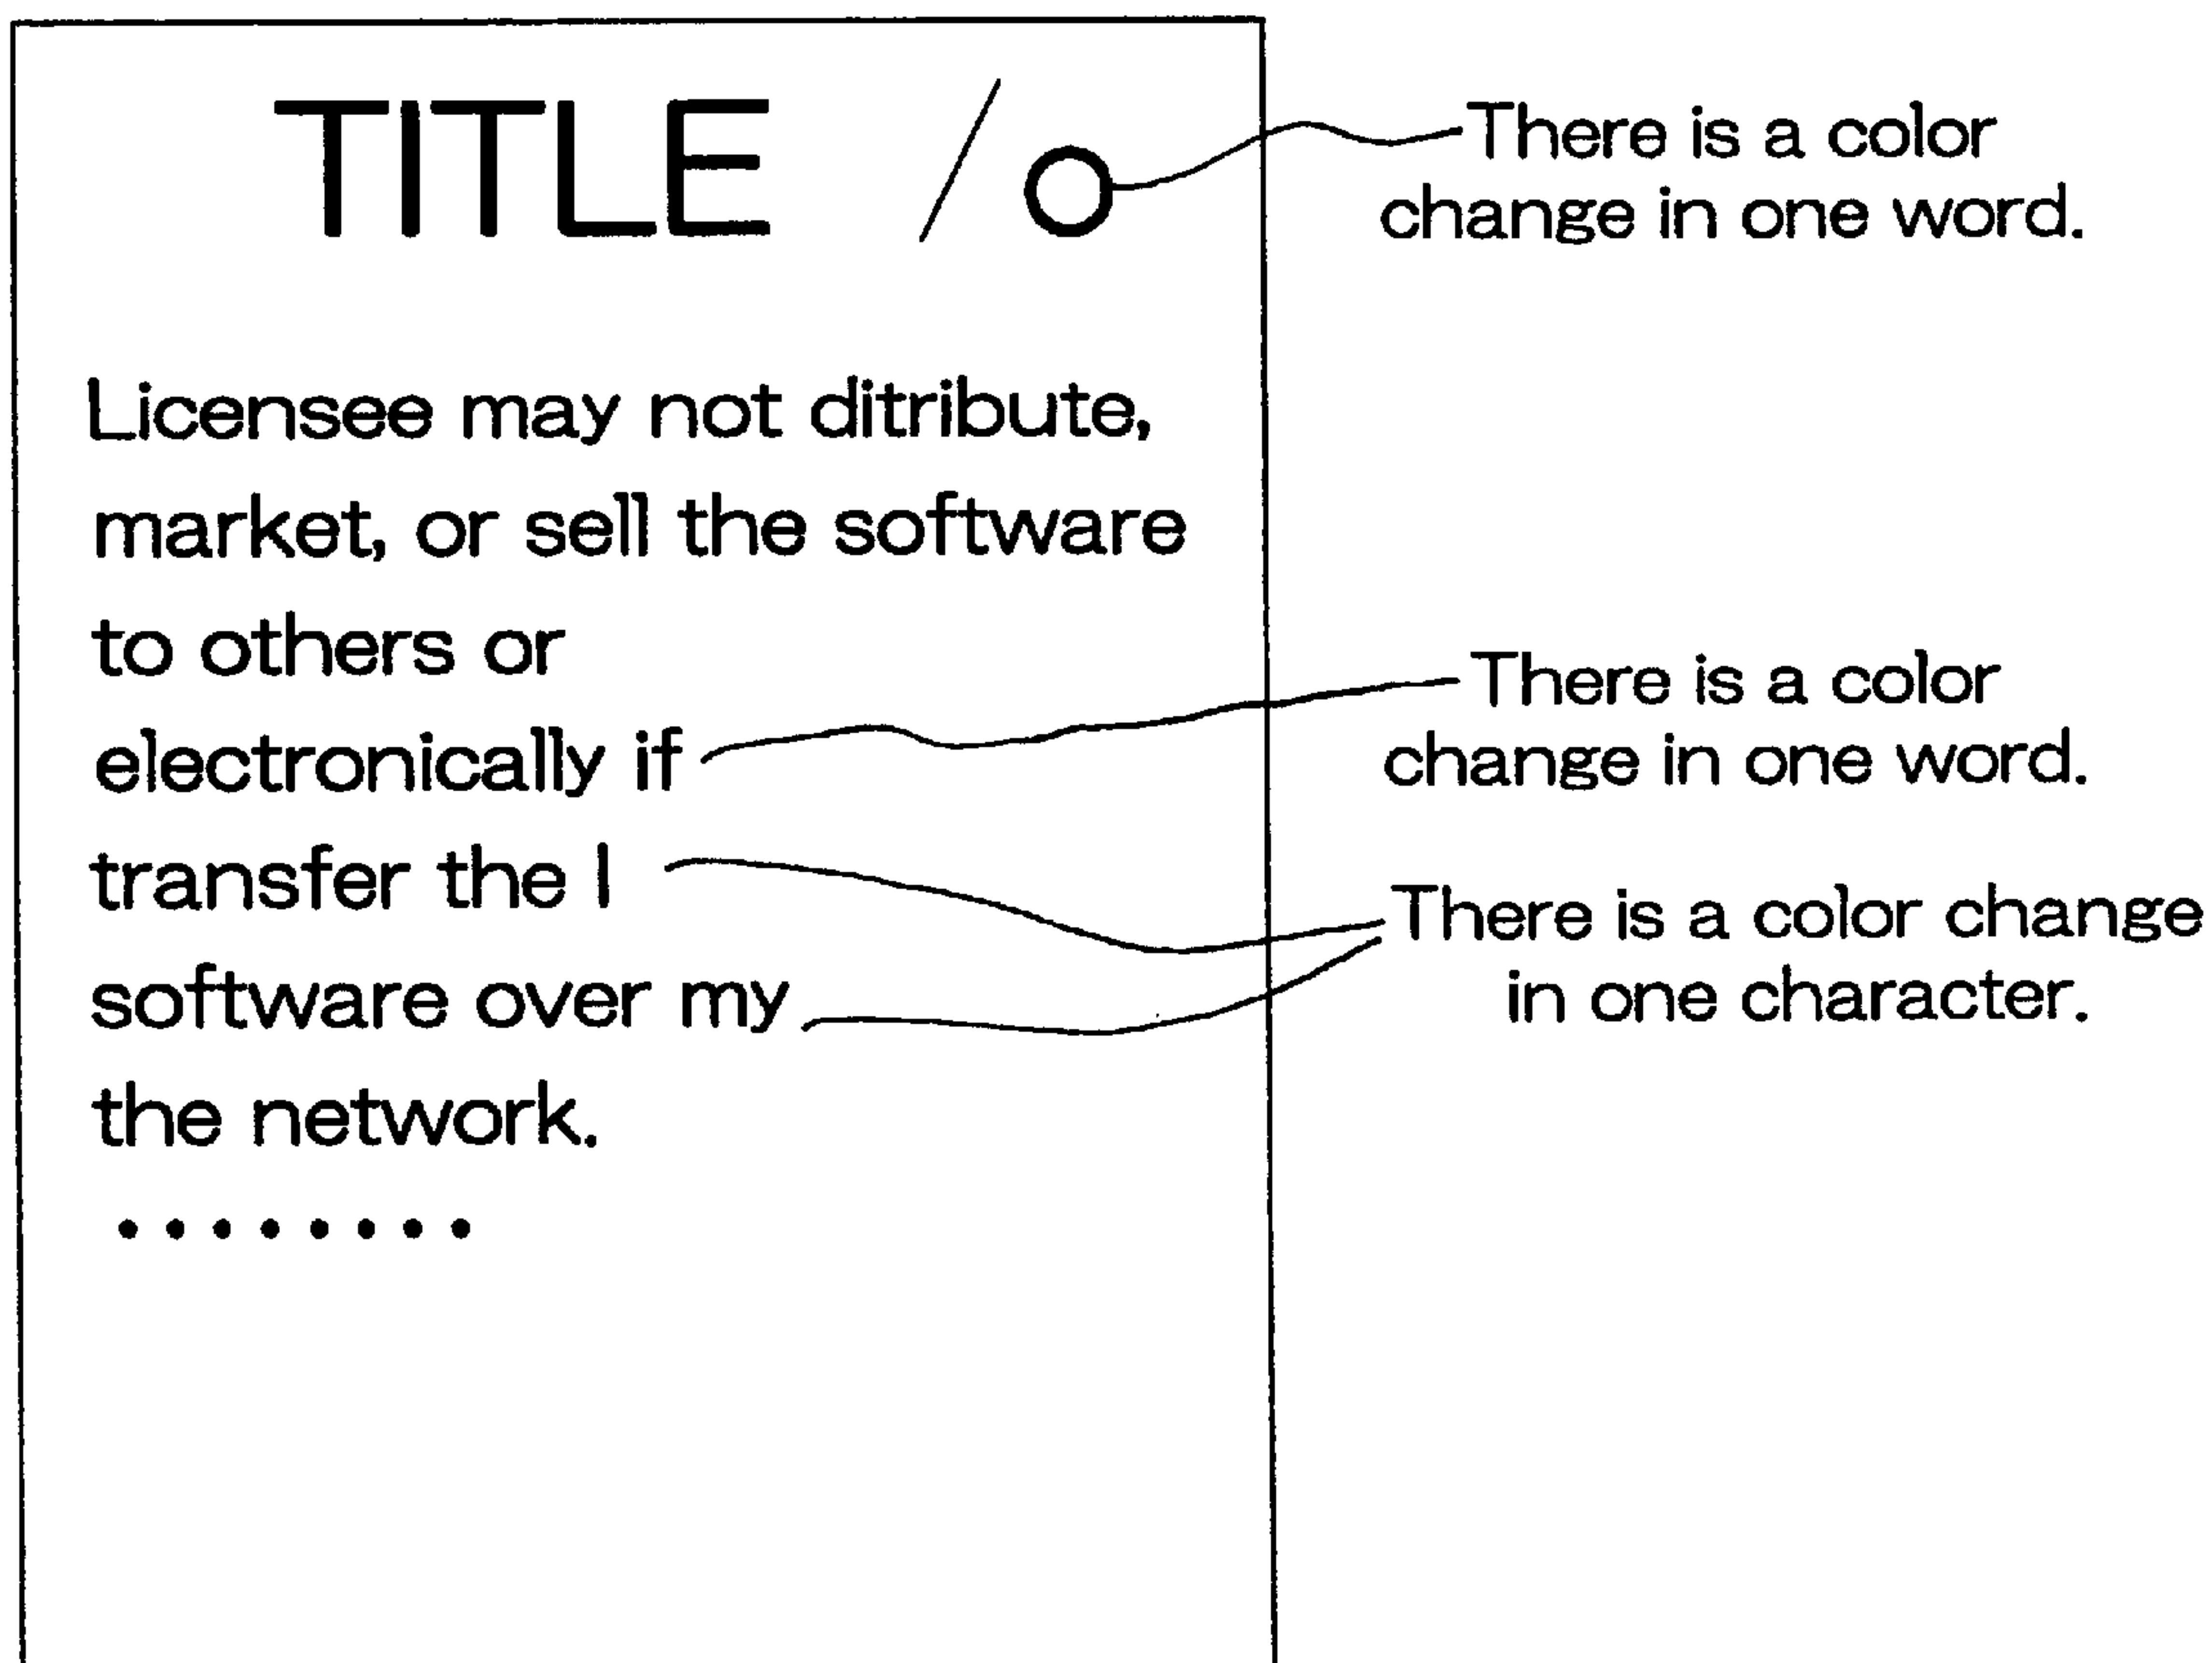 TITLE / o
There is a color
change in one word.
Licensee may not ditribute,
market, or sell the software
to others or
electronically if
There is a color
change in one word.
transfer the I
There is a color change
in one character.
software over my
the network.
........